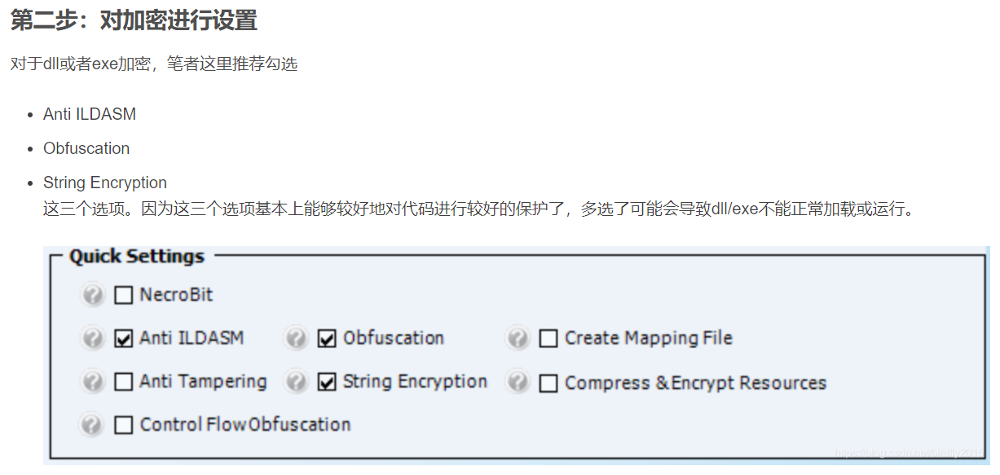 第二步：对加密进行设置
对于dll或者exe加密，笔者这里推荐勾选
Anti ILDASM
Obfuscation
String Encryption
这三个选项。因为这三个选项基本上能够较好地对代码进行较好的保护了，多选了可能会导致dll/exe不能正常加载或运行。
Quick Settings
NecroBit
Anti ILDASM Obfuscation Create Mapping File
Anti Tampering String Encryption Compress & Encrypt Resources
Control Flow Obfuscation